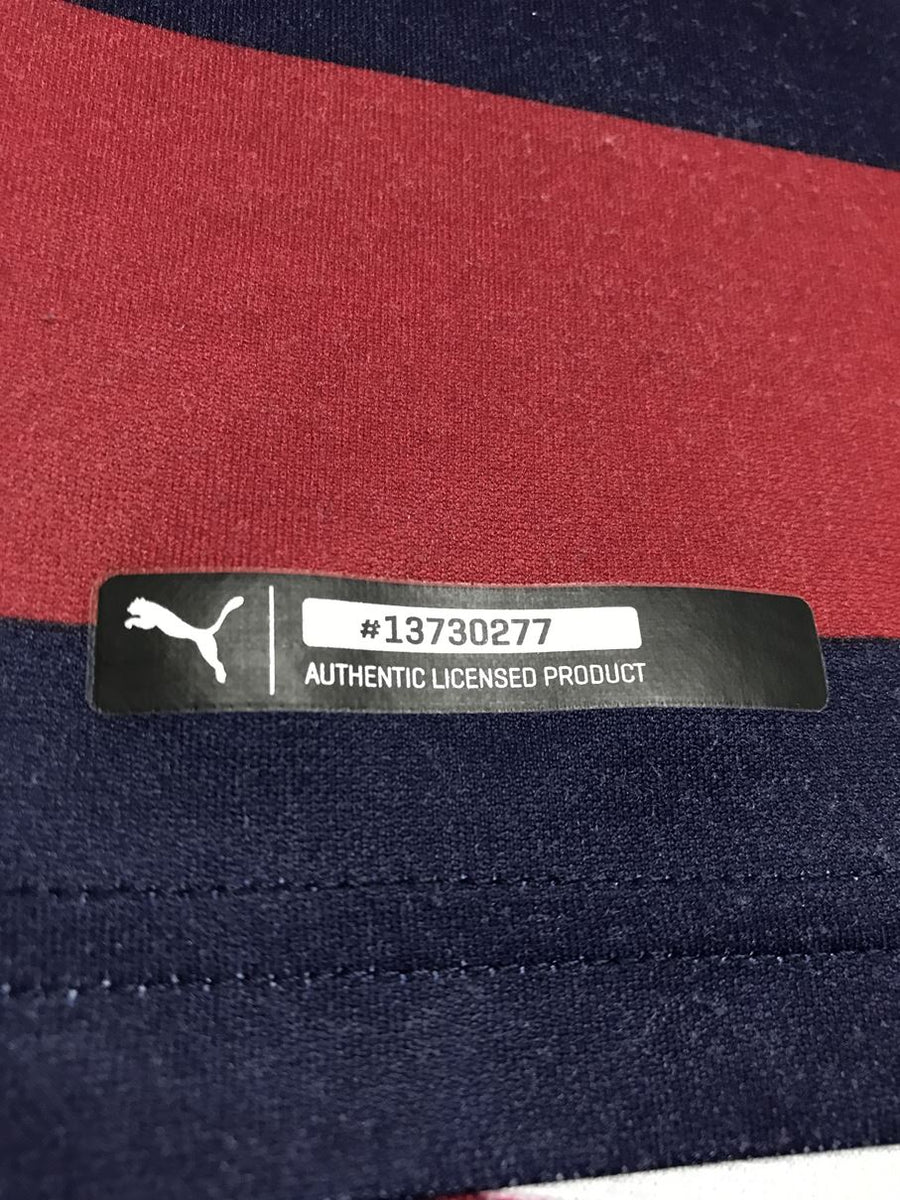 #13730277
AUTHENTIC LICENSED PRODUCT